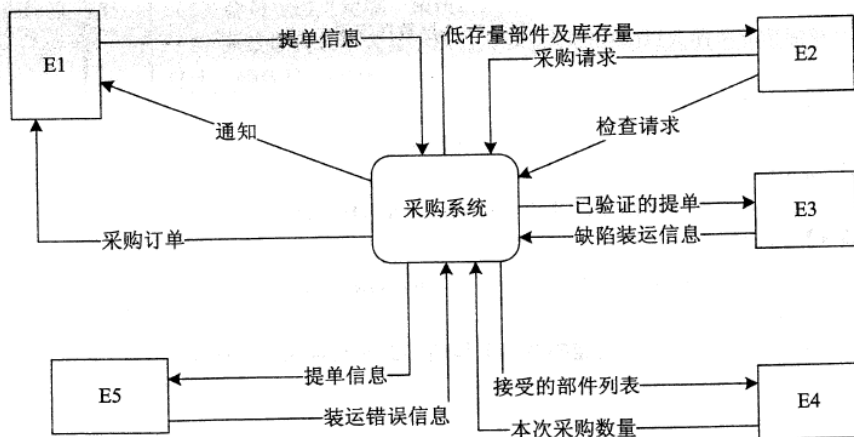 提单信息
低存量部件及库存量
E1
采购请求
E2
通知
检查请求
采购系统
已验证的提单
E3
采购订单
缺陷装运信息
提单信息
接受的部件列表
E5
E4
装运错误信息
本次采购数量